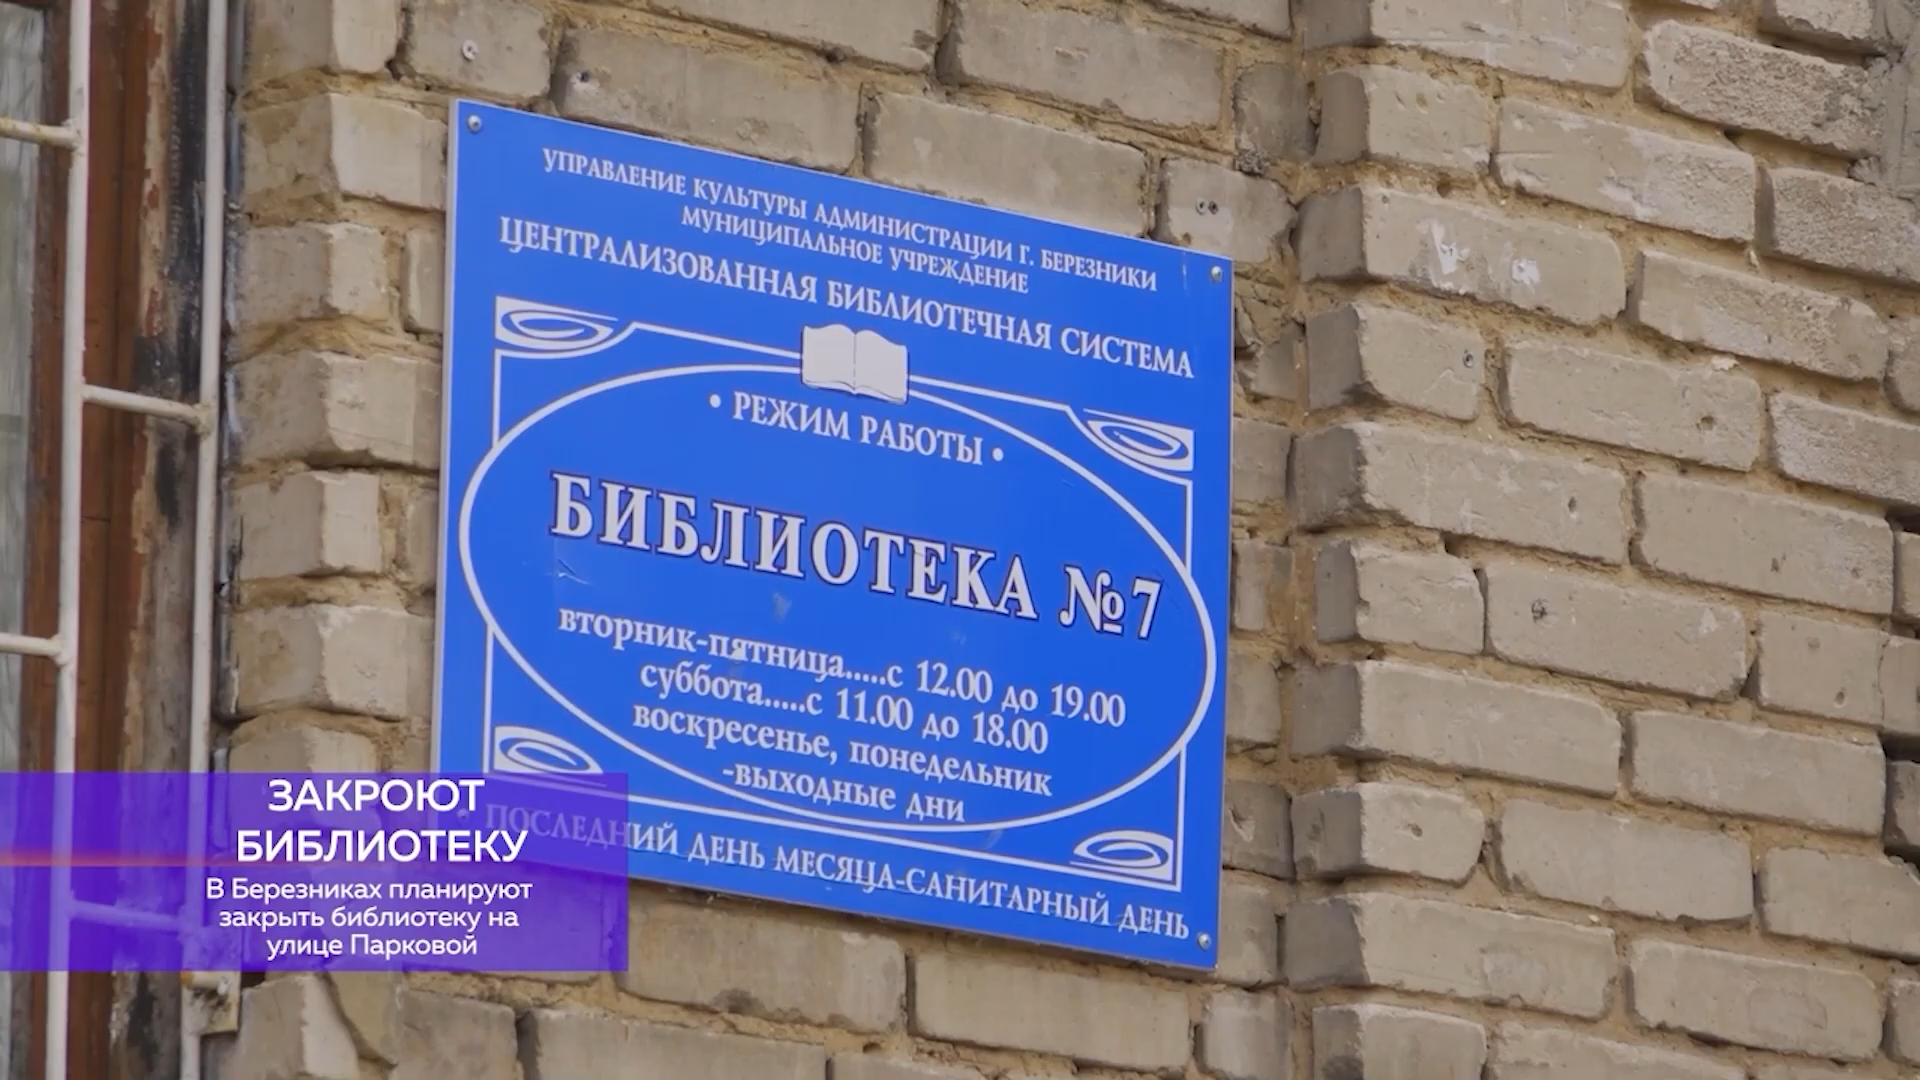 УПРАВЛЕНИЕ КУЛЬТУРЫ АДМИНИСТРАЦИИ Г. БЕРЕЗНИКИ
МУНИЦИПАЛЬНОЕ УЧРЕЖДЕНИЕ
ЦЕНТРАЛИЗОВАННАЯ БИБЛИОТЕЧНАЯ СИСТЕМА
• РЕЖИМ РАБОТЫ •
БИБЛИОТЕКА №7
вторник-пятница.....с 12.00 до 19.00
суббота.....с 11.00 до 18.00
воскресенье, понедельник
-выходные дни
ПОСЛЕДНИЙ ДЕНЬ МЕСЯЦА-САНИТАРНЫЙ ДЕНЬ
ЗАКРОЮТ
БИБЛИОТЕКУ
В Березниках планируют
закрыть библиотеку на
улице Парковой